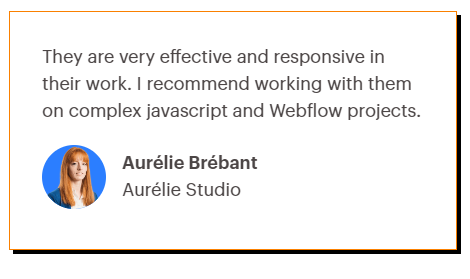 They are very effective and responsive in
their work. I recommend working with them
on complex javascript and Webflow projects.
Aurélie Brébant
Aurélie Studio